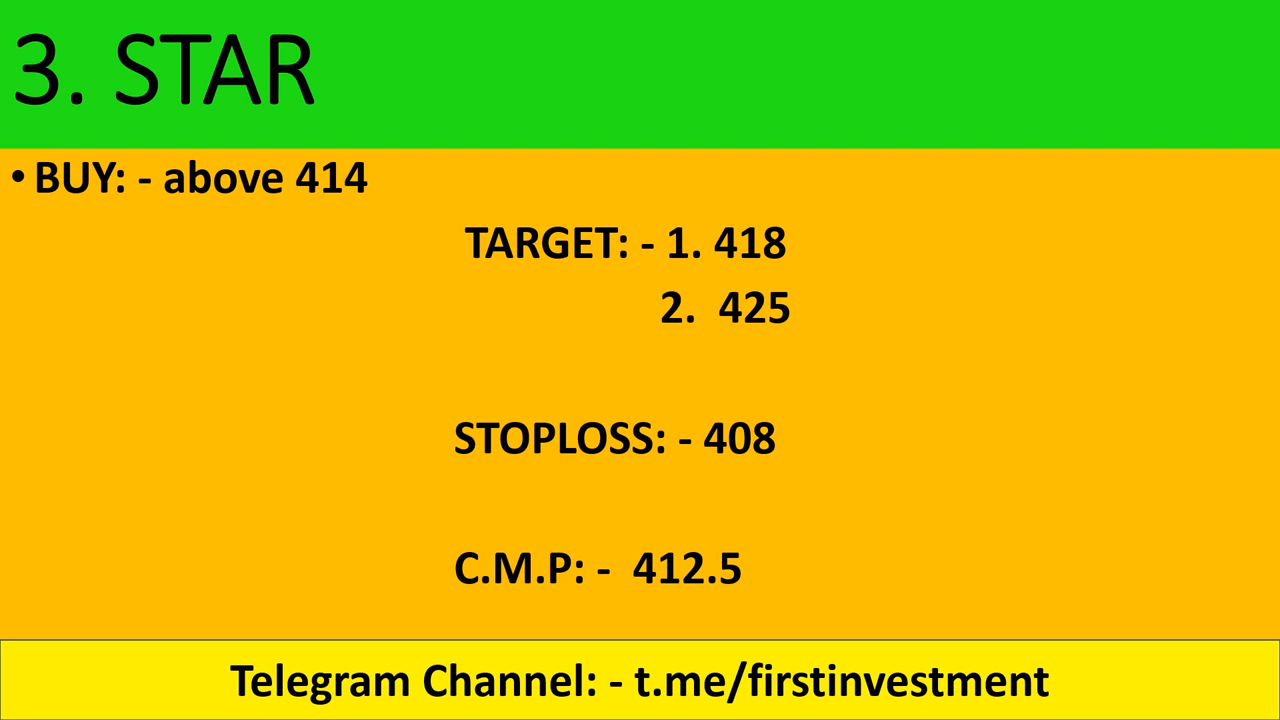 3. STAR
• BUY: - above 414
TARGET: - 1. 418
2. 425
STOPLOSS: - 408
C.M.P: - 412.5
Telegram Channel: - t.me/firstinvestment